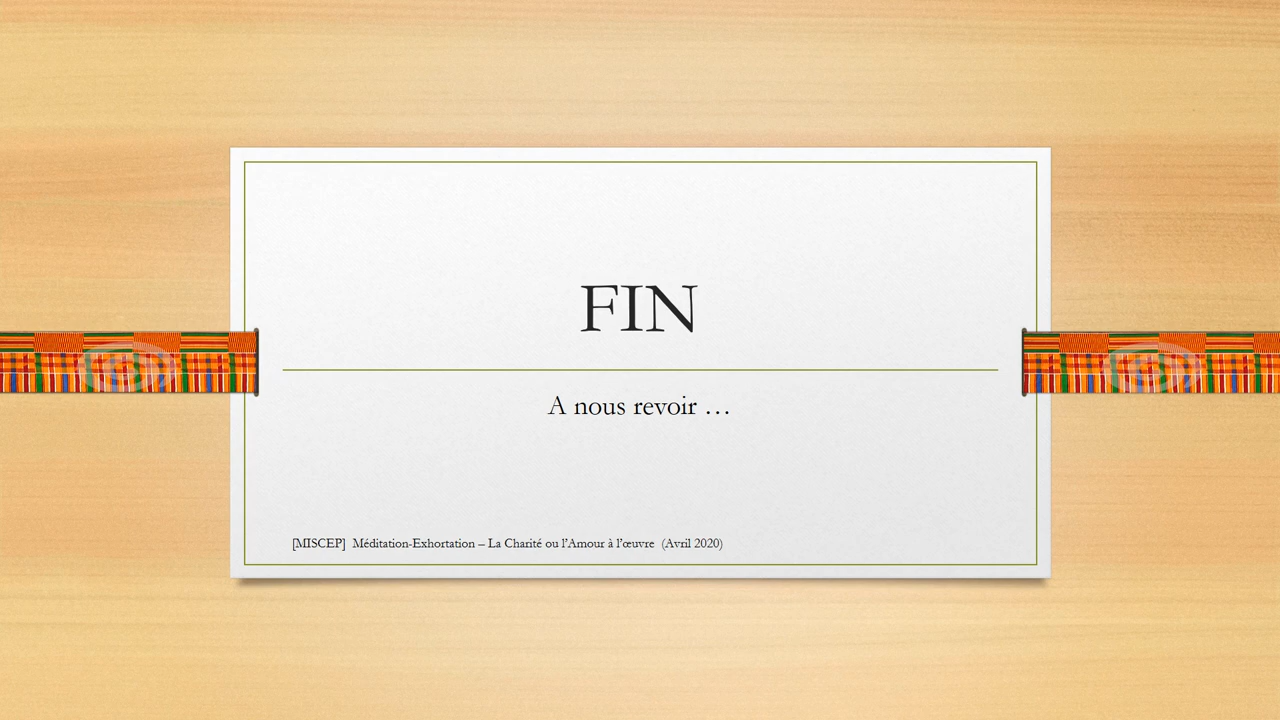 FIN
A nous revoir …
[MISCEP] Méditation-Exhortation – La Charité ou l’Amour à l’œuvre (Avril 2020)